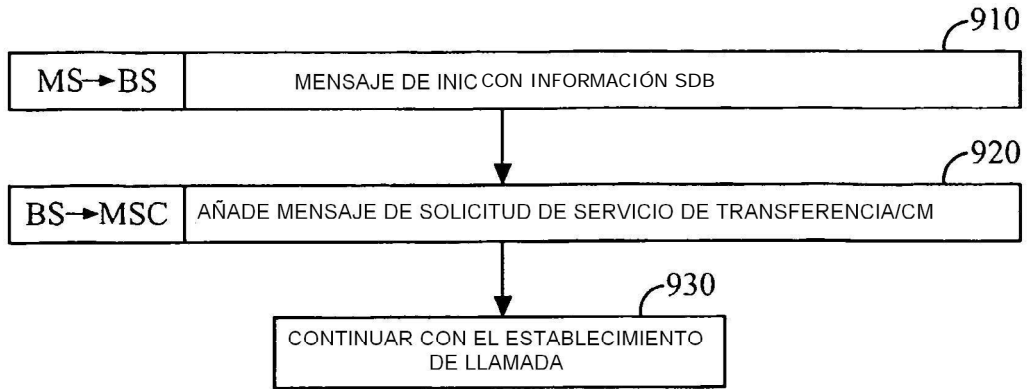 910
MS→BS MENSAJE DE INIC CON INFORMACIÓN SDB
920
BS→MSC AÑADE MENSAJE DE SOLICITUD DE SERVICIO DE TRANSFERENCIA/CM
930
CONTINUAR CON EL ESTABLECIMIENTO
DE LLAMADA